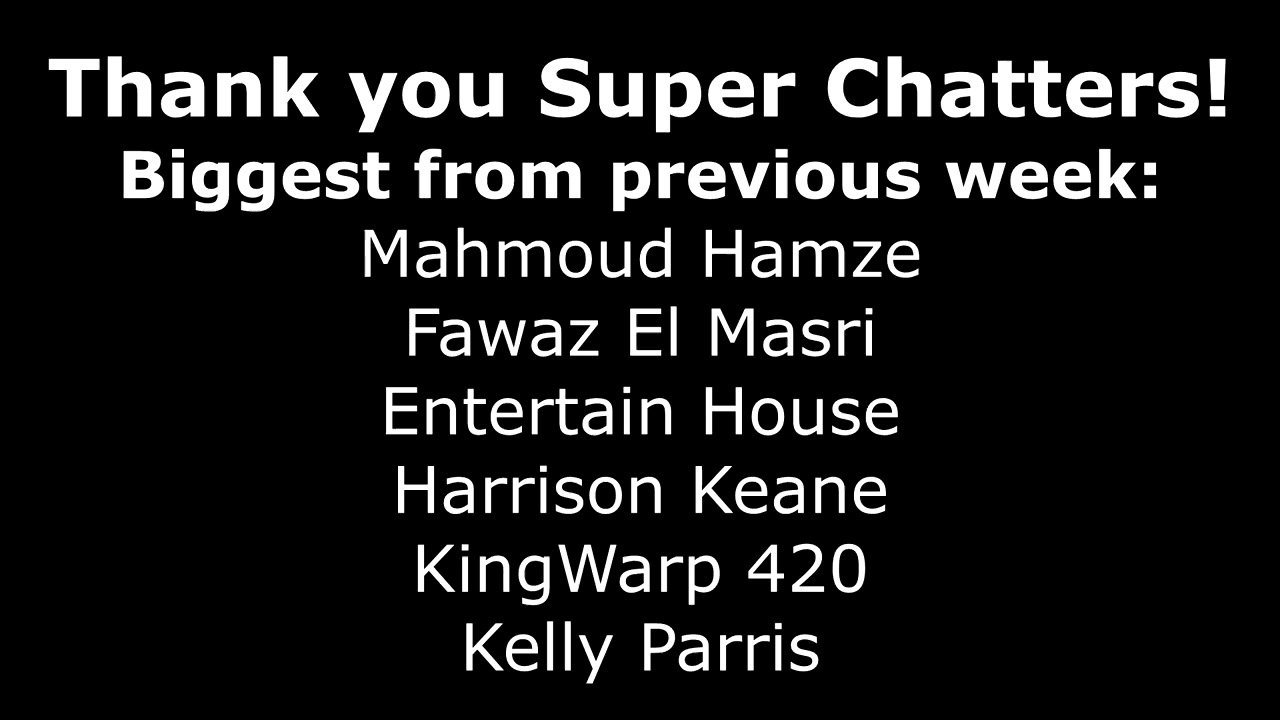 Thank you Super Chatters!
Biggest from previous week:
Mahmoud Hamze
Fawaz El Masri
Entertain House
Harrison Keane
KingWarp 420
Kelly Parris